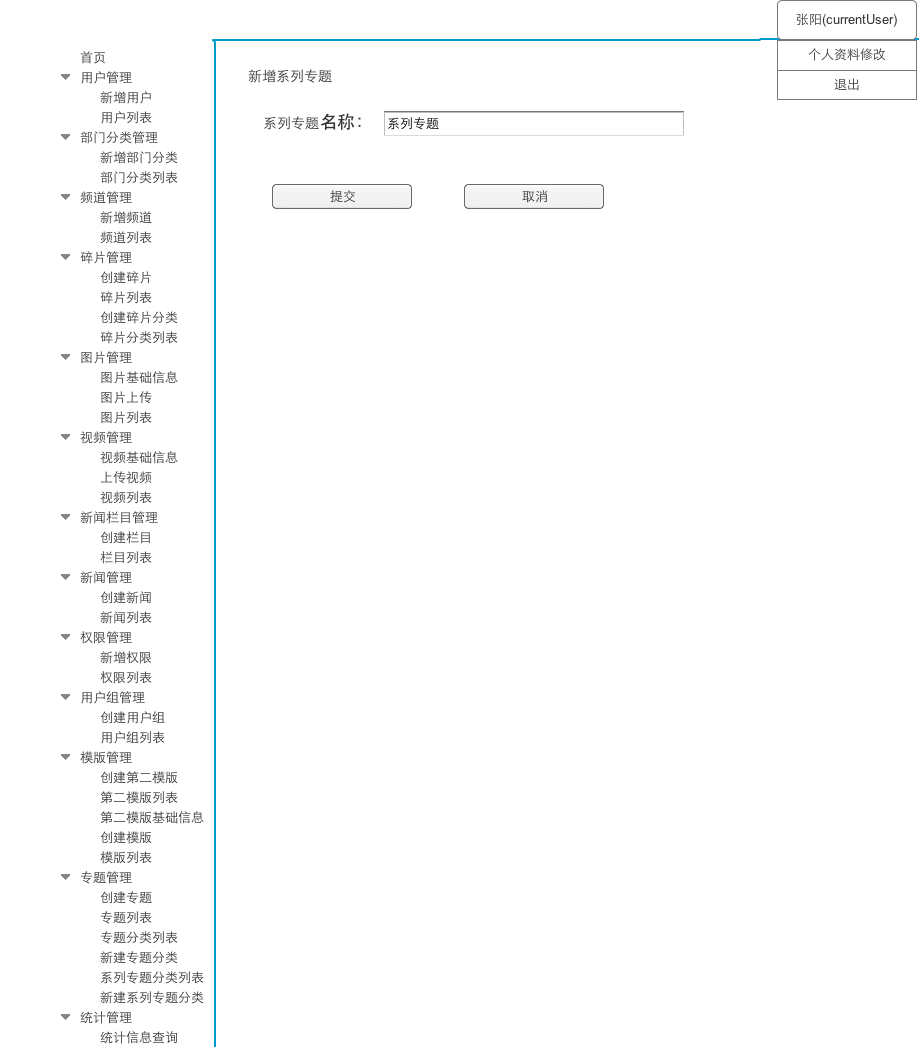 张阳(currentUser)
个人资料修改
退出
首页
用户管理
新增用户
用户列表
部门分类管理
新增部门分类
部门分类列表
频道管理
新增频道
频道列表
碎片管理
创建碎片
碎片列表
创建碎片分类
碎片分类列表
图片管理
图片基础信息
图片上传
图片列表
视频管理
视频基础信息
上传视频
视频列表
新闻栏目管理
创建栏目
栏目列表
新闻管理
创建新闻
新闻列表
权限管理
新增权限
权限列表
用户组管理
创建用户组
用户组列表
模版管理
创建第二模版
第二模版列表
第二模版基础信息
创建模版
模版列表
专题管理
创建专题
专题列表
专题分类列表
新建专题分类
系列专题分类列表
新建系列专题分类
统计管理
统计信息查询
新增系列专题
系列专题名称： 系列专题
提交 取消